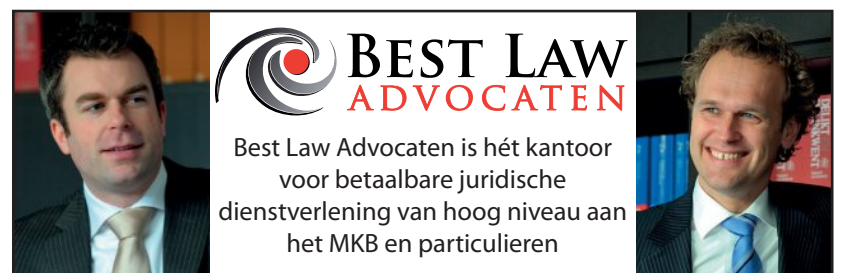 BEST LAW
ADVOCATEN
Best Law Advocaten is hét kantoor
voor betaalbare juridische
dienstverlening van hoog niveau aan
het MKB en particulieren
DELIKT